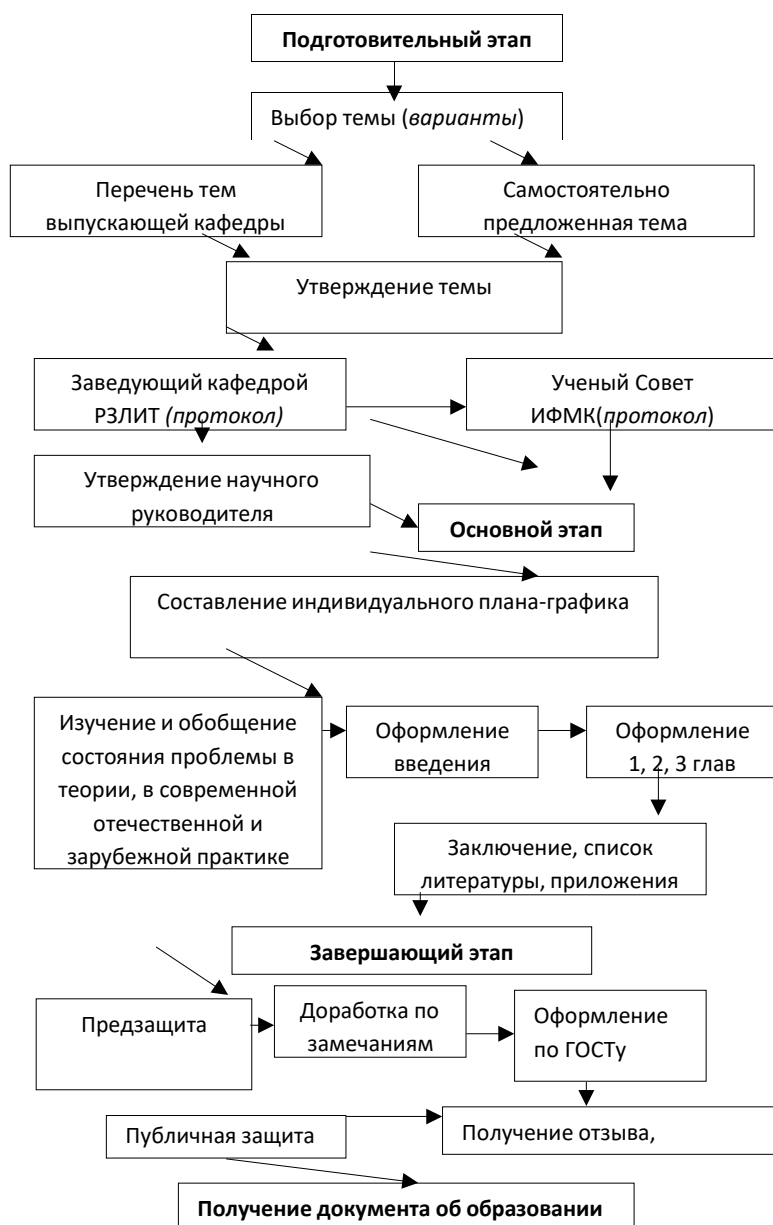 Подготовительный этап
Выбор темы (варианты)
Перечень тем
выпускающей кафедры
Самостоятельно
предложенная тема
Утверждение темы
Заведующий кафедрой
РЗЛИТ (протокол)
Ученый Совет
ИФМК(протокол)
Утверждение научного
руководителя
Основной этап
Составление индивидуального плана-графика
Изучение и обобщение
состояния проблемы в
теории, в современной
отечественной и
зарубежной практике
Оформление
введения
Оформление
1, 2, 3 глав
Заключение, список
литературы, приложения
Завершающий этап
Предзащита
Доработка по
замечаниям
Оформление
по ГОСТу
Публичная защита
Получение отзыва,
Получение документа об образовании